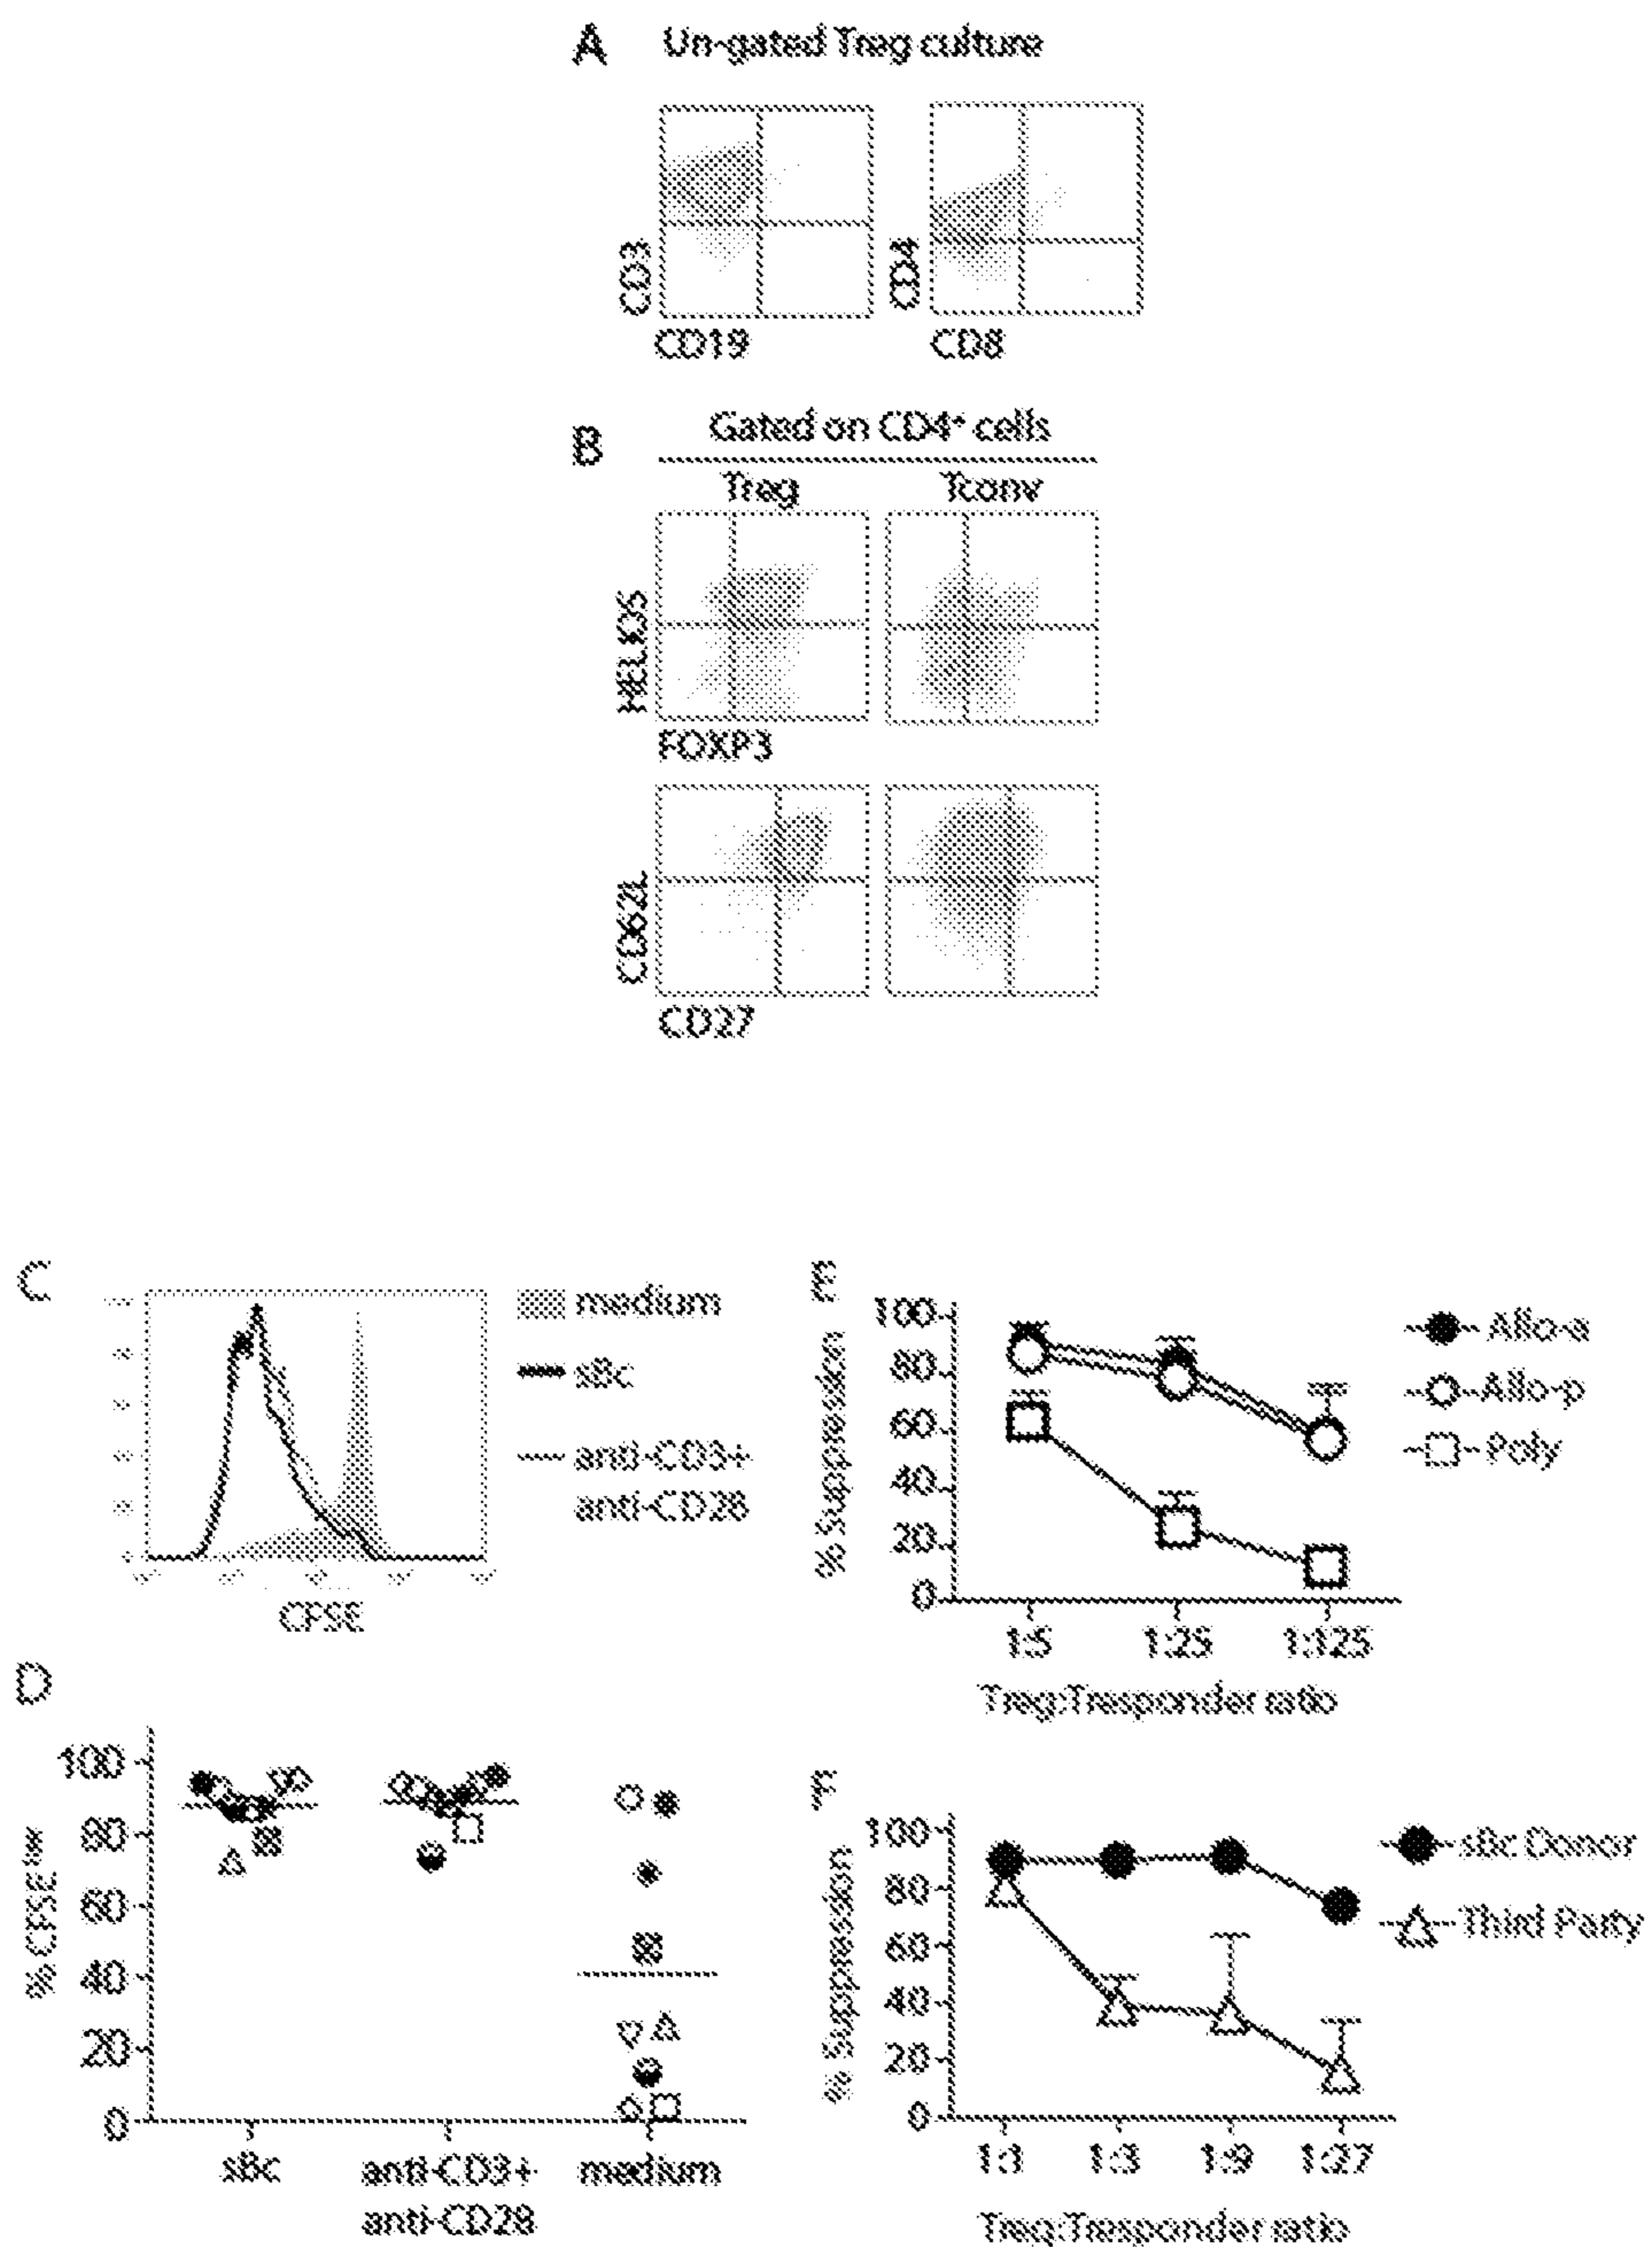 A Un-gated Treg culture
CD3
CD4
CD19
CD8
B
Gated on CD4+ cells
Treg
Tconv
HELIOS
FOXP3
CD62L
CD27
C
medium
sBc
anti-CD3+
anti-CD28
CFSE
D
% CFSE low
100
80
60
40
20
0
sBc
anti-CD3+
anti-CD28
medium
E
% Suppression
100
80
60
40
20
0
1:5
1:25
1:125
Treg:Tresponder ratio
Allo-a
Allo-p
Poly
F
% Suppression
100
80
60
40
20
0
1:1
1:3
1:9
1:27
Treg:Tresponder ratio
sBc Donor
Third Party